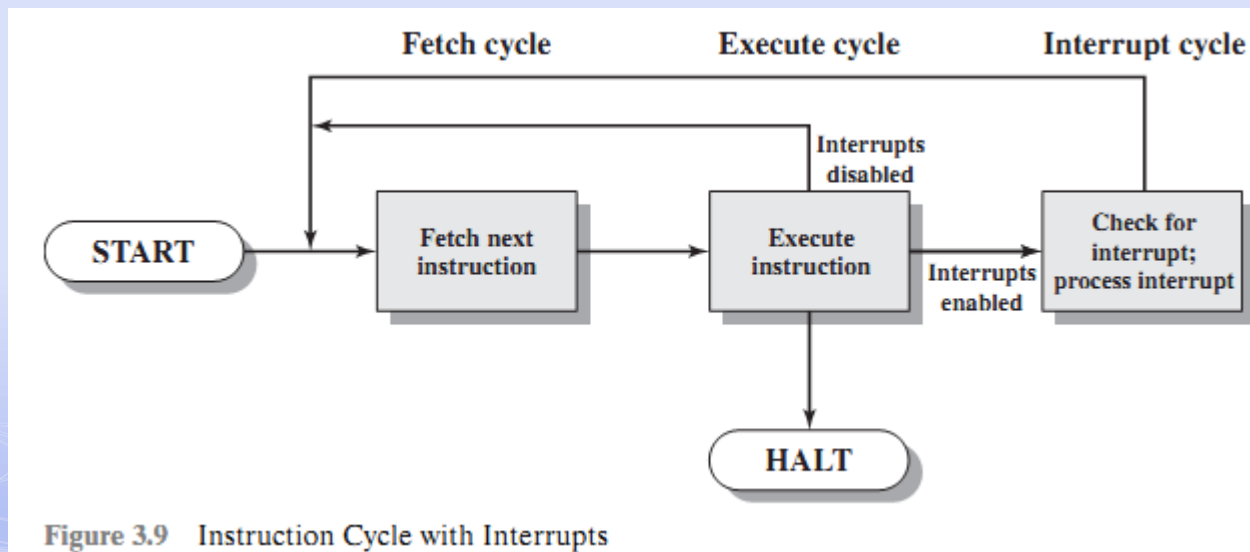 Fetch cycle
Execute cycle
Interrupt cycle
Interrupts
disabled
START
Fetch next
instruction
Execute
instruction
Interrupts
enabled
Check for
interrupt;
process interrupt
HALT
Figure 3.9 Instruction Cycle with Interrupts